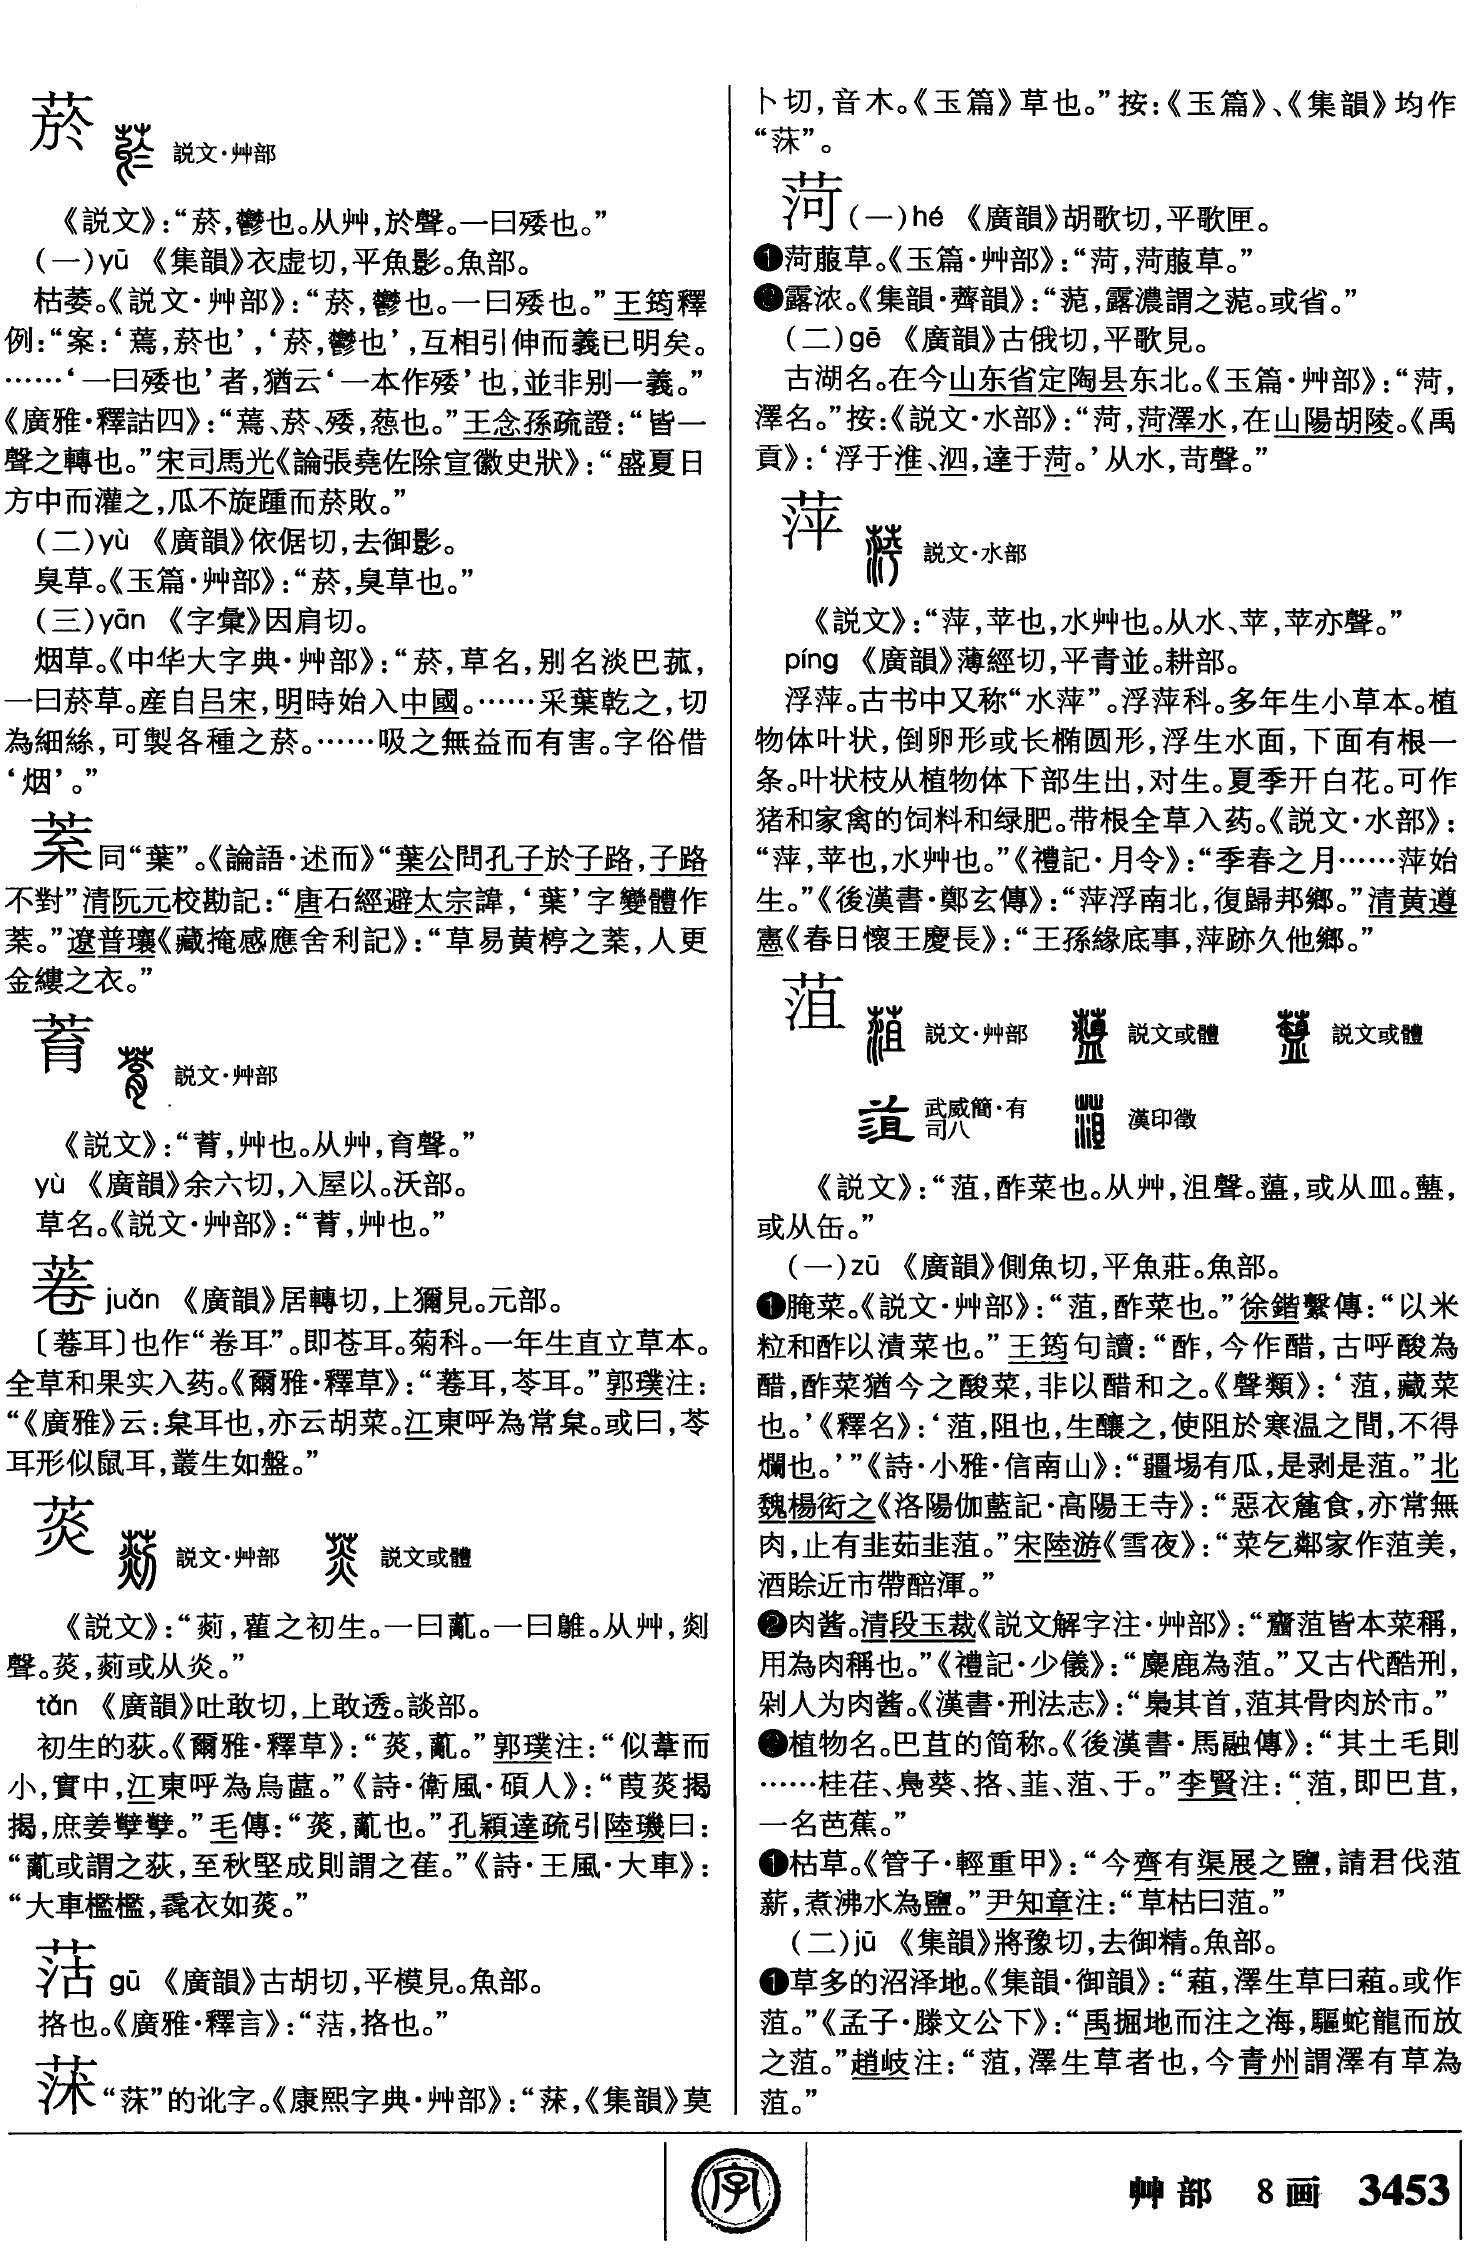 菸 説文·艸部
《説文》：“菸，鬱也。从艸，於聲。一曰矮也。”
（一）yū 《集韻》衣虚切，平魚影。魚部。
枯萎。《説文·艸部》：“菸，鬱也。一曰矮也。”王筠釋
例：“案：‘蔫，菸也’，‘菸，鬱也’，互相引伸而義已明矣。
……‘一曰矮也’者，猶云‘一本作矮’也，並非别一義。”
《廣雅·釋詁四》：“蔫、菸、矮，葾也。”王念孫疏證：“皆一
聲之轉也。”宋司馬光《論張堯佐除宣徽史狀》：“盛夏日
方中而灌之，瓜不旋踵而菸敗。”
（二）yù 《廣韻》依倨切，去御影。
臭草。《玉篇·艸部》：“菸，臭草也。”
（三）yān 《字彙》因肩切。
烟草。《中华大字典·艸部》：“菸，草名，别名淡巴菰，
一曰菸草。産自吕宋，明時始入中國。……采葉乾之，切
為細絲，可製各種之菸。……吸之無益而有害。字俗借
‘烟’。”
同“葉”。《論語·述而》“葉公問孔子於子路，子路
不對”清阮元校勘記：“唐石經避太宗諱，‘葉’字變體作
。”遼普瓌《藏掩感應舍利記》：“草易黄椁之，人更
金縷之衣。”
菺 説文·艸部
《説文》：“，艸也。从艸，育聲。”
yù 《廣韻》余六切，入屋以。沃部。
草名。《説文·艸部》：“，艸也。”
菤 juǎn 《廣韻》居轉切，上獮見。元部。
〔菤耳〕也作“卷耳”。即苍耳。菊科。一年生直立草本。
全草和果实入药。《爾雅·釋草》：“菤耳，苓耳。”郭璞注：
“《廣雅》云：枲耳也，亦云胡菜。江東呼為常枲。或曰，苓
耳形似鼠耳，叢生如盤。”
菼 説文·艸部 説文或體
《説文》：“䓿，雚之初生。一曰薍。一曰鵻。从艸，剡
聲。菼，䓿或从炎。”
tǎn 《廣韻》吐敢切，上敢透。談部。
初生的荻。《爾雅·釋草》：“菼，薍。”郭璞注：“似葦而
小，實中，江東呼為烏蓲。”《詩·衛風·碩人》：“葭菼揭
揭，庶姜孽孽。”毛傳：“菼，薍也。”孔穎達疏引陸璣曰：
“薍或謂之荻，至秋堅成則謂之萑。”《詩·王風·大車》：
“大車檻檻，毳衣如菼。”
gū 《廣韻》古胡切，平模見。魚部。
挌也。《廣雅·釋言》：“，挌也。”
“”的讹字。《康熙字典·艸部》：“，《集韻》莫
卜切，音木。《玉篇》草也。”按：《玉篇》、《集韻》均作
“”。
菏 （一）hé 《廣韻》胡歌切，平歌匣。
❶菏蕧草。《玉篇·艸部》：“菏，菏蕧草。”
露浓。《集韻·薺韻》：“萢，露濃謂之萢。或省。”
（二）gē 《廣韻》古俄切，平歌見。
古湖名。在今山东省定陶县东北。《玉篇·艸部》：“菏，
澤名。”按：《説文·水部》：“菏，菏澤水，在山陽胡陵。《禹
貢》：‘浮于淮、泗，達于菏。’从水，苛聲。”
萍 説文·水部
《説文》：“萍，苹也，水艸也。从水、苹，苹亦聲。”
píng 《廣韻》薄經切，平青並。耕部。
浮萍。古书中又称“水萍”。浮萍科。多年生小草本。植
物体叶状，倒卵形或长椭圆形，浮生水面，下面有根一
条。叶状枝从植物体下部生出，对生。夏季开白花。可作
猪和家禽的饲料和绿肥。带根全草入药。《説文·水部》：
“萍，苹也，水艸也。”《禮記·月令》：“季春之月……萍始
生。”《後漢書·鄭玄傳》：“萍浮南北，復歸邦鄉。”清黄遵
憲《春日懷王慶長》：“王孫緣底事，萍跡久他鄉。”
菹 説文·艸部 説文或體 説文或體
武威簡·有司八 漢印徵
《説文》：“菹，酢菜也。从艸，沮聲。，或从皿。，
或从缶。”
（一）zū 《廣韻》側魚切，平魚莊。魚部。
❶腌菜。《説文·艸部》：“菹，酢菜也。”徐鍇繫傳：“以米
粒和酢以漬菜也。”王筠句讀：“酢，今作醋，古呼酸為
醋，酢菜猶今之酸菜，非以醋和之。《聲類》：‘菹，藏菜
也。’《釋名》：‘菹，阻也，生釀之，使阻於寒温之間，不得
爛也。’”《詩·小雅·信南山》：“疆埸有瓜，是剥是菹。”北
魏楊衒之《洛陽伽藍記·高陽王寺》：“惡衣麄食，亦常無
肉，止有韭茹韭菹。”宋陸游《雪夜》：“菜乞鄰家作菹美，
酒賒近市帶醅渾。”
❷肉酱。清段玉裁《説文解字注·艸部》：“齏菹皆本菜稱，
用為肉稱也。”《禮記·少儀》：“麋鹿為菹。”又古代酷刑，
剁人为肉酱。《漢書·刑法志》：“梟其首，菹其骨肉於市。”
植物名。巴苴的简称。《後漢書·馬融傳》：“其土毛則
……桂荏、鳧葵、挌、韮、菹、于。”李賢注：“菹，即巴苴，
一名芭蕉。”
枯草。《管子·輕重甲》：“今齊有渠展之鹽，請君伐菹
薪，煮沸水為鹽。”尹知章注：“草枯曰菹。”
（二）jū 《集韻》將豫切，去御精。魚部。
❶草多的沼泽地。《集韻·御韻》：“蒩，澤生草曰蒩。或作
菹。”《孟子·滕文公下》：“禹掘地而注之海，驅蛇龍而放
之菹。”趙岐注：“菹，澤生草者也，今青州謂澤有草為
菹。”
字
艸部 8画 3453